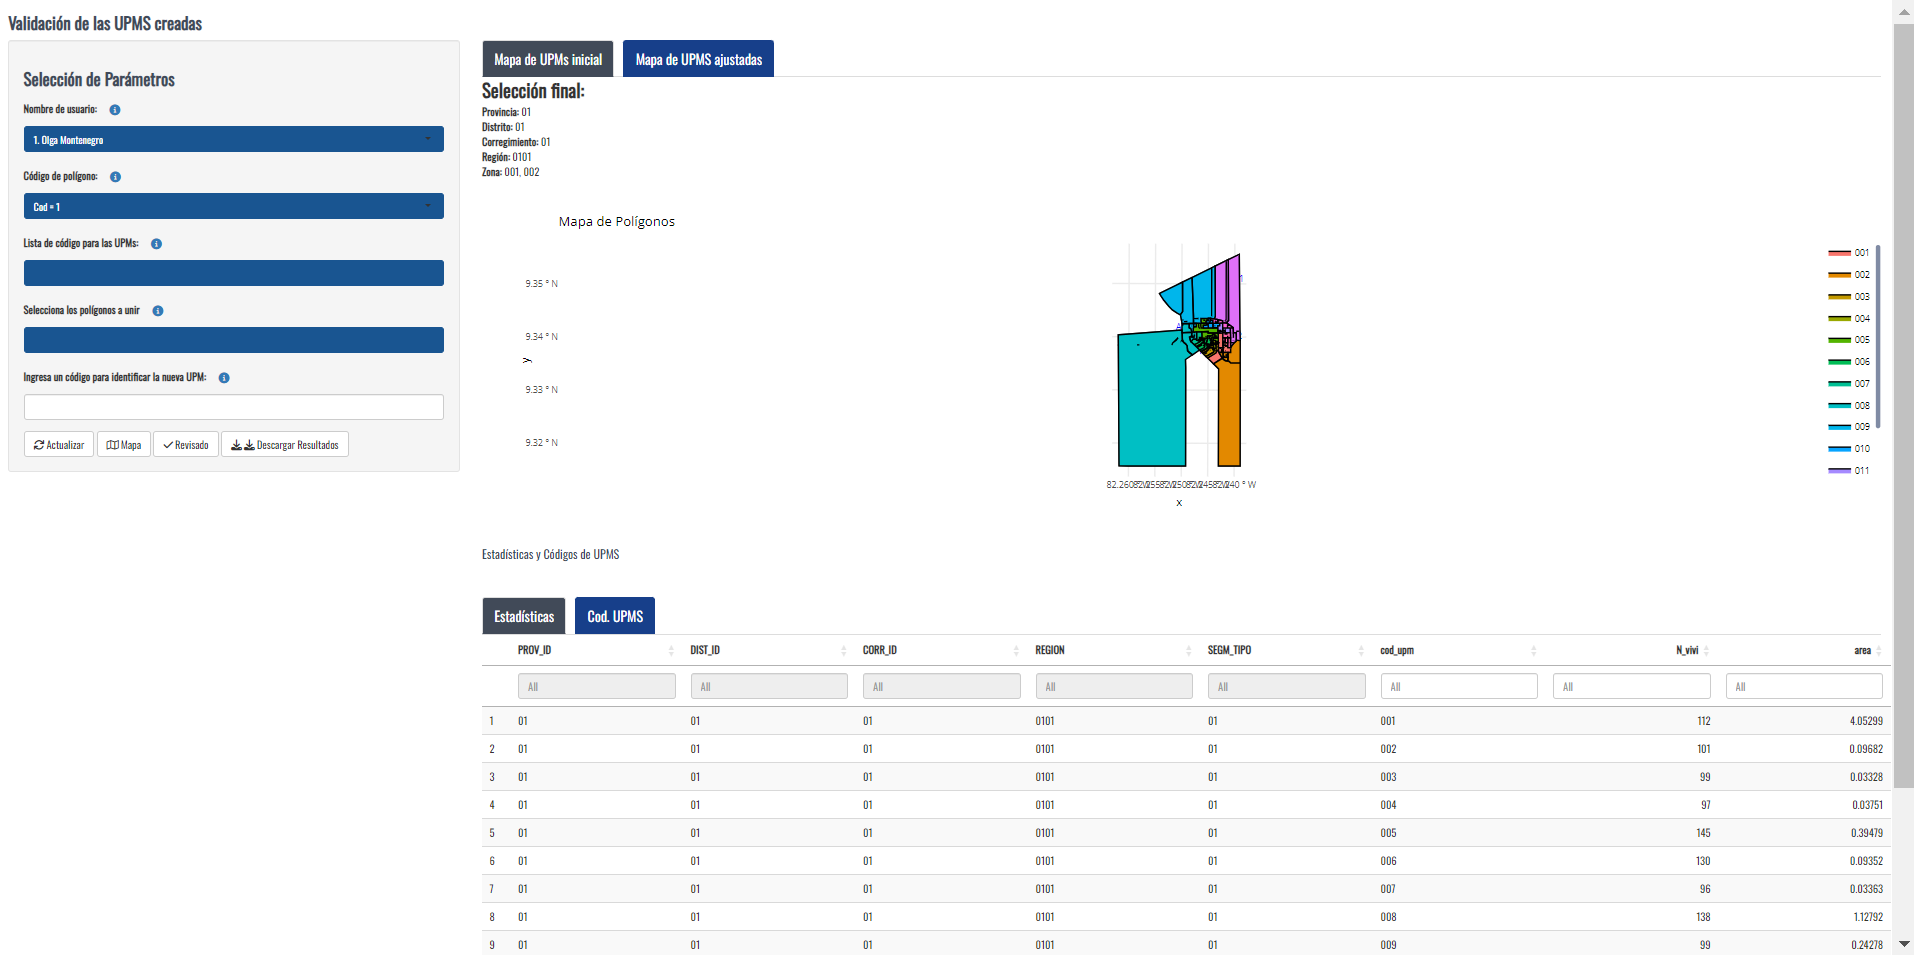 Validación de las UPMS creadas
Selección de Parámetros
Nombre de usuario:
1. Olga Montenegro
Código de polígono:
Cod = 1
Lista de código para las UPMs:
Selecciona los polígonos a unir
Ingresa un código para identificar la nueva UPM:
Actualizar Mapa Revisado Descargar Resultados
Mapa de UPMs inicial Mapa de UPMS ajustadas
Selección final:
Provincia: 01
Distrito: 01
Corregimiento: 01
Región: 0101
Zona: 001, 002
Mapa de Polígonos
9.35 ° N
9.34 ° N
9.33 ° N
9.32 ° N
y
x
001
002
003
004
005
006
007
008
009
010
011
Estadísticas y Códigos de UPMS
Estadísticas Cod. UPMS
PROV_ID DIST_ID CORR_ID REGION SEGM_TIPO cod_upm N_vivi area
All All All All All All All All
1 01 01 01 0101 01 001 112 4.05299
2 01 01 01 0101 01 002 101 0.09682
3 01 01 01 0101 01 003 99 0.03328
4 01 01 01 0101 01 004 97 0.03751
5 01 01 01 0101 01 005 145 0.39479
6 01 01 01 0101 01 006 130 0.09352
7 01 01 01 0101 01 007 96 0.03363
8 01 01 01 0101 01 008 138 1.12792
9 01 01 01 0101 01 009 99 0.24278